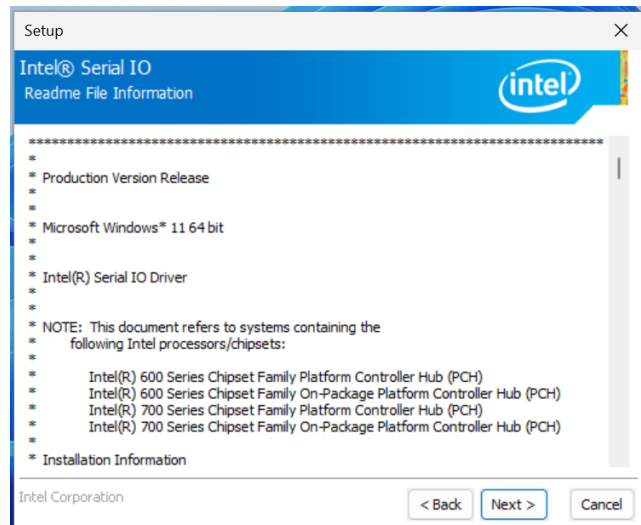 Setup
Intel® Serial IO
Readme File Information
intel
*****************************************************************************
*
* Production Version Release
*
*
* Microsoft Windows* 11 64 bit
*
*
* Intel(R) Serial IO Driver
*
*
* NOTE: This document refers to systems containing the
* following Intel processors/chipsets:
*
* Intel(R) 600 Series Chipset Family Platform Controller Hub (PCH)
* Intel(R) 600 Series Chipset Family On-Package Platform Controller Hub (PCH)
* Intel(R) 700 Series Chipset Family Platform Controller Hub (PCH)
* Intel(R) 700 Series Chipset Family On-Package Platform Controller Hub (PCH)
*
* Installation Information
Intel Corporation
< Back Next > Cancel